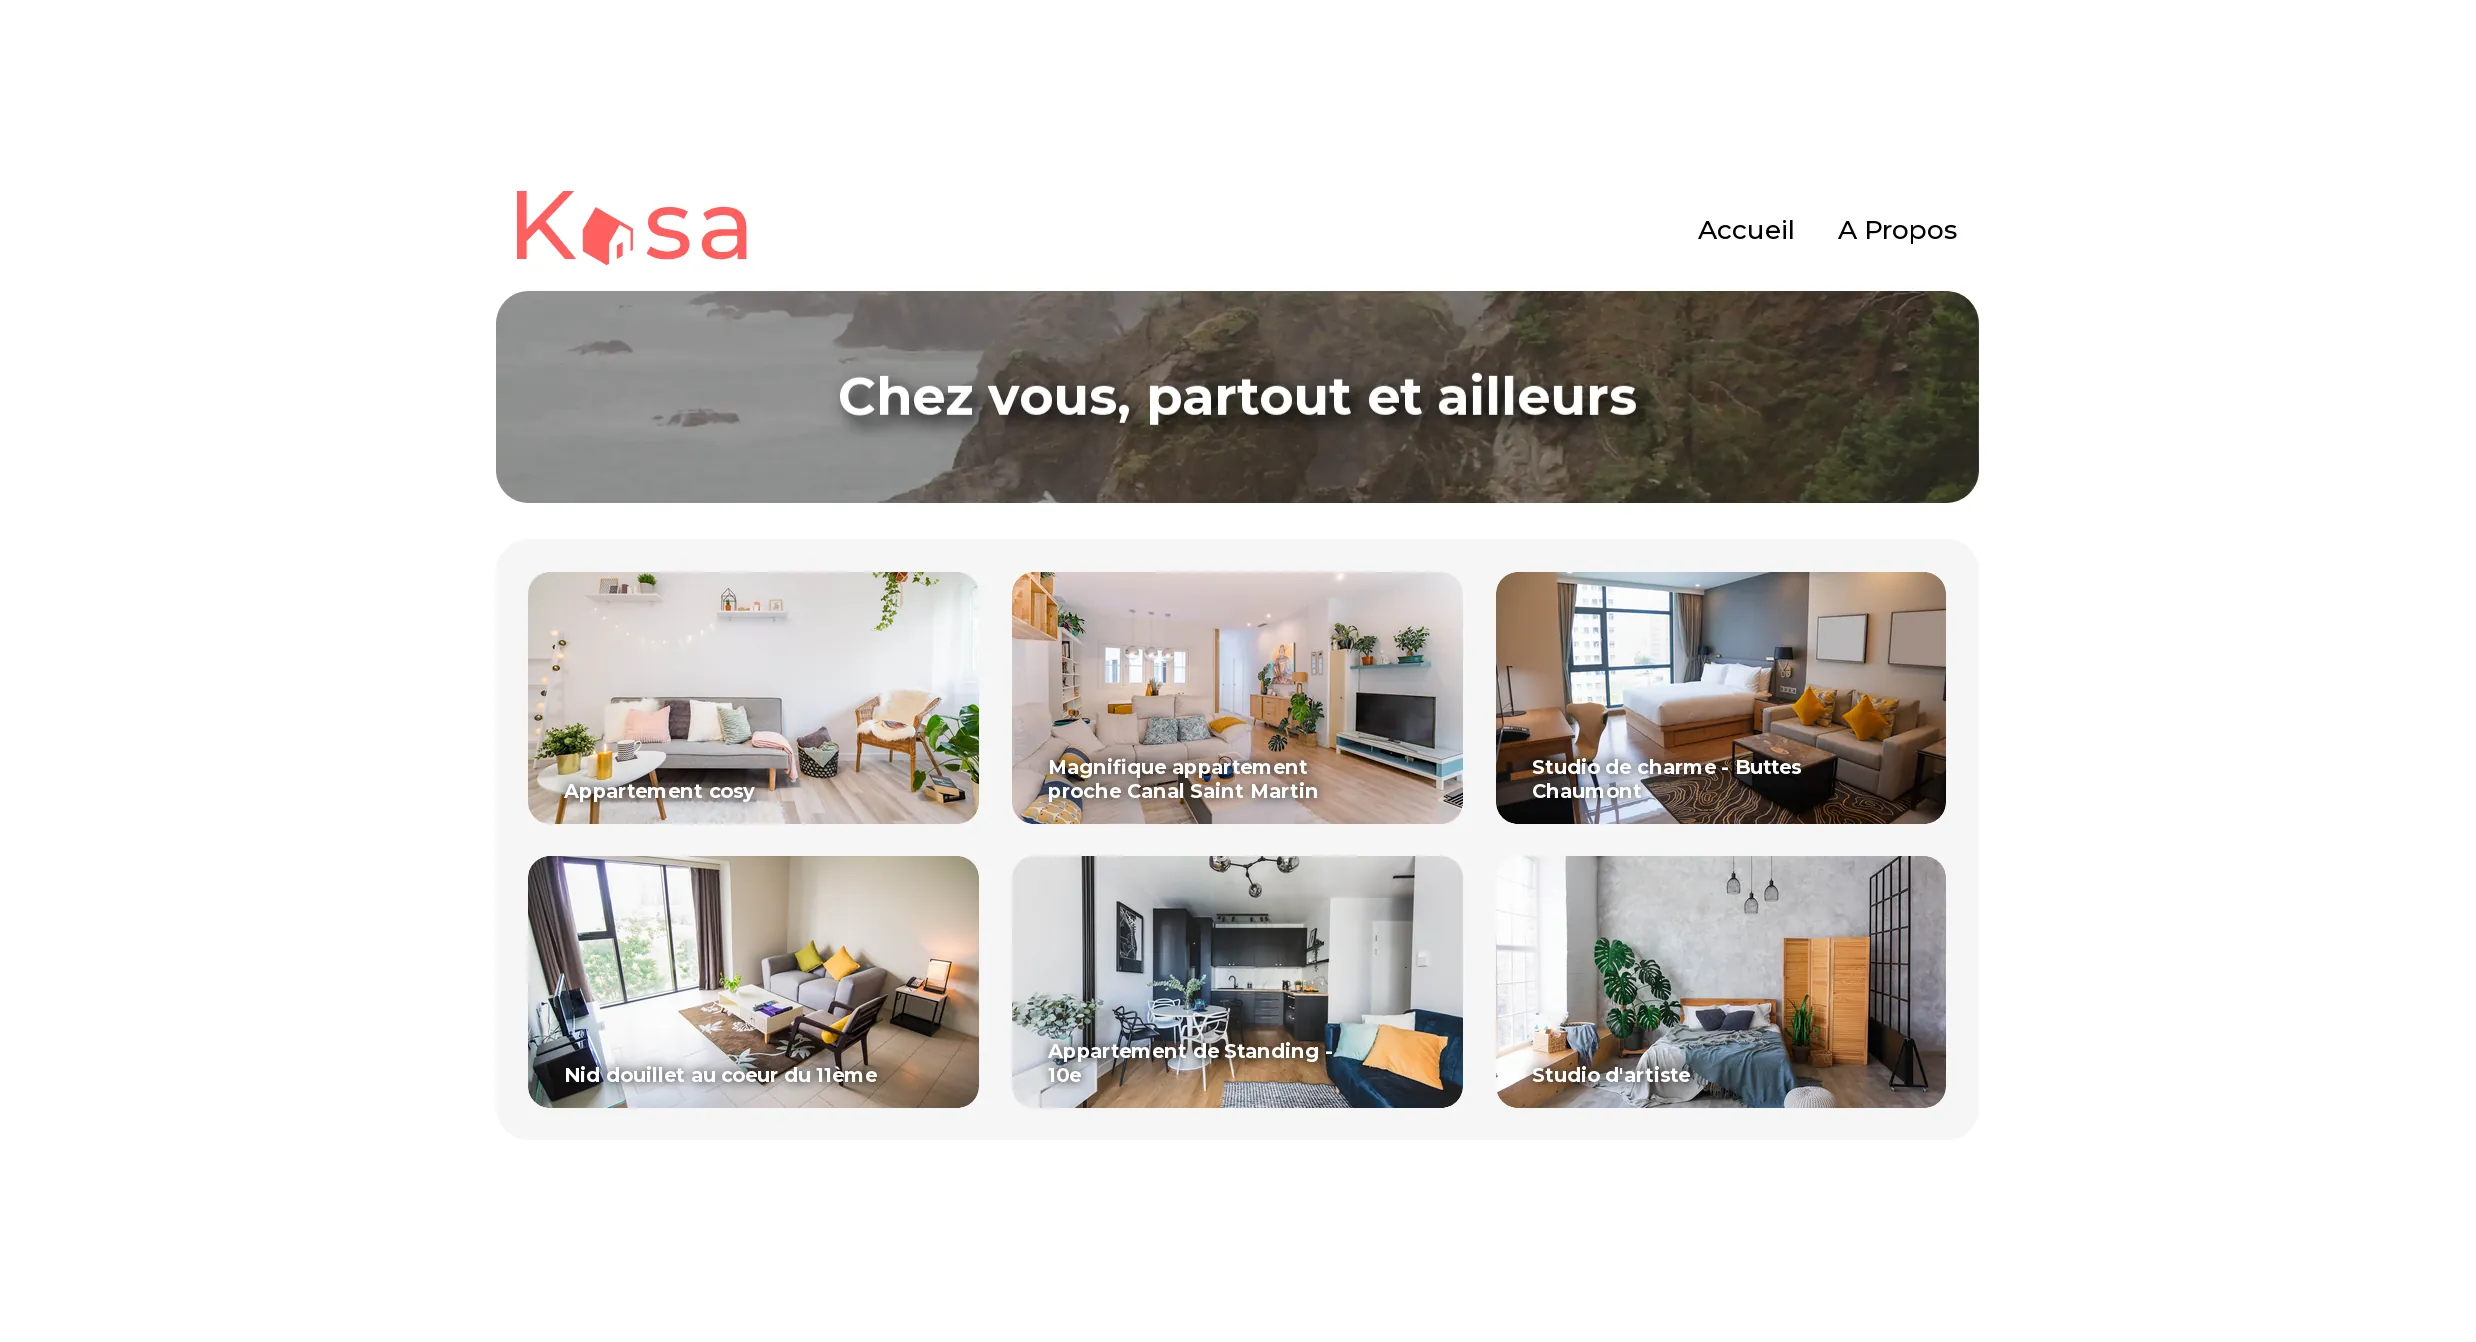 Kasa
Accueil A Propos
Chez vous, partout et ailleurs
Appartement cosy
Magnifique appartement
proche Canal Saint Martin
Studio de charme - Buttes
Chaumont
Nid douillet au coeur du 11ème
Appartement de Standing -
10e
Studio d'artiste